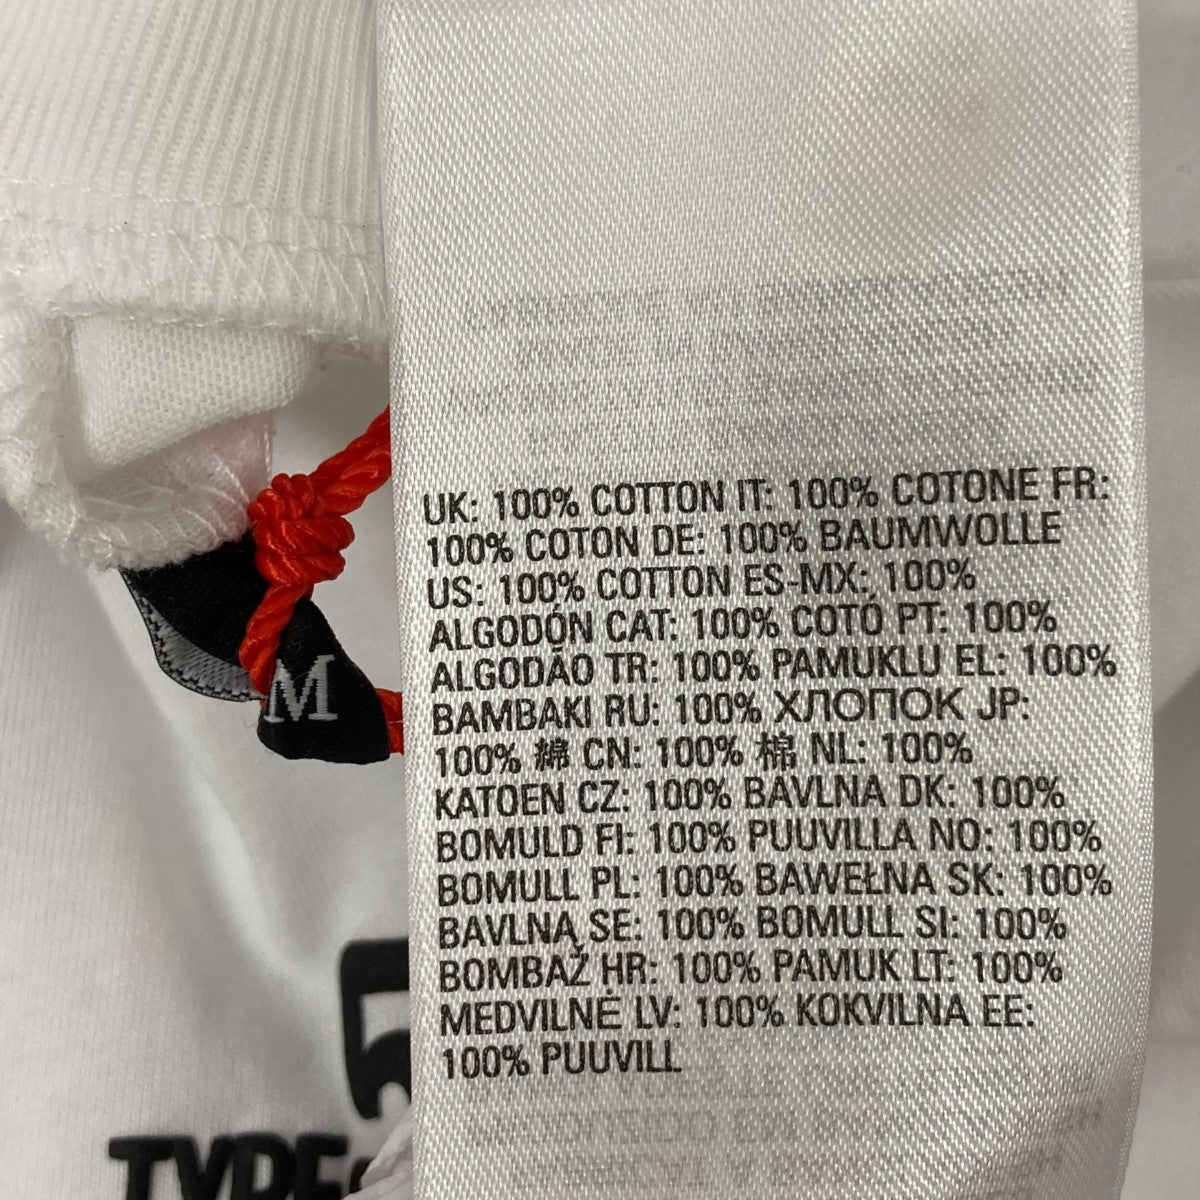 UK: 100% COTTON IT: 100% COTONE FR:
100% COTON DE: 100% BAUMWOLLE
US: 100% COTTON ES-MX: 100%
ALGODÓN CAT: 100% COTÓ PT: 100%
ALGODÃO TR: 100% PAMUKLU EL: 100%
BAMBAKI RU: 100% ХЛОПОК JP:
100% 綿 CN: 100% 棉 NL: 100%
KATOEN CZ: 100% BAVLNA DK: 100%
BOMULD FI: 100% PUUVILLA NO: 100%
BOMULL PL: 100% BAWEŁNA SK: 100%
BAVLNĄ SE: 100% BOMULL SI: 100%
BOMBAŽ HR: 100% PAMUK LT: 100%
MEDVILNĖ LV: 100% KOKVILNA EE:
100% PUUVILL
M
5
TYPE